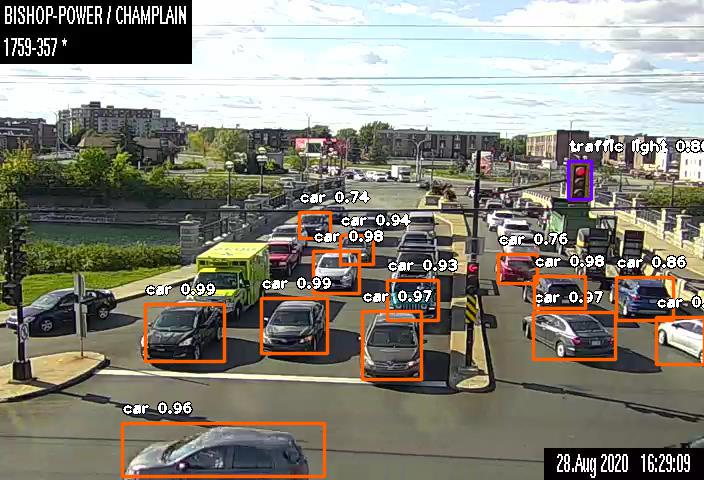 BISHOP-POWER / CHAMPLAIN
1759-357 *
traffic light 0.8
car 0.74
car 0.94
car 0.98
car 0.76
car 0.93
car 0.98
car 0.86
car 0.99
car 0.99
car 0.97
car 0.97
car 0.
car 0.96
28.Aug 2020 16:29:09